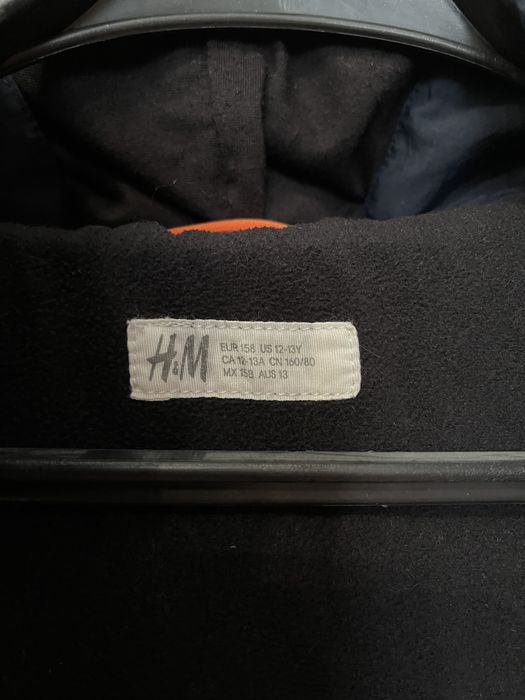 H&M
EUR 158 US 12-13Y
CA 12-13A CN 160/80
MX 158 AUS 13